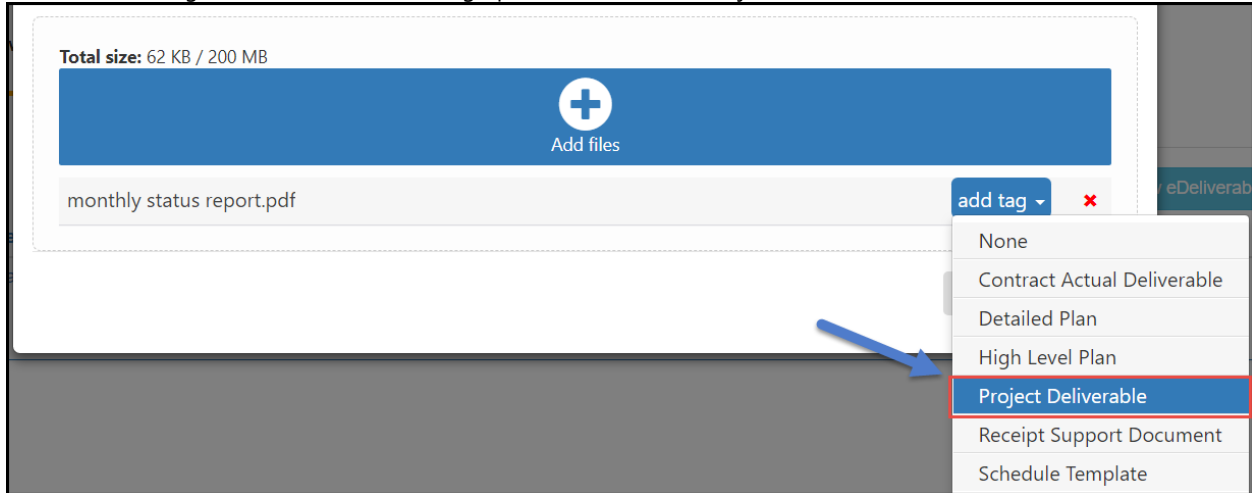 Total size: 62 KB / 200 MB
Add files
monthly status report.pdf
add tag
eDeliverab
None
Contract Actual Deliverable
Detailed Plan
High Level Plan
Project Deliverable
Receipt Support Document
Schedule Template